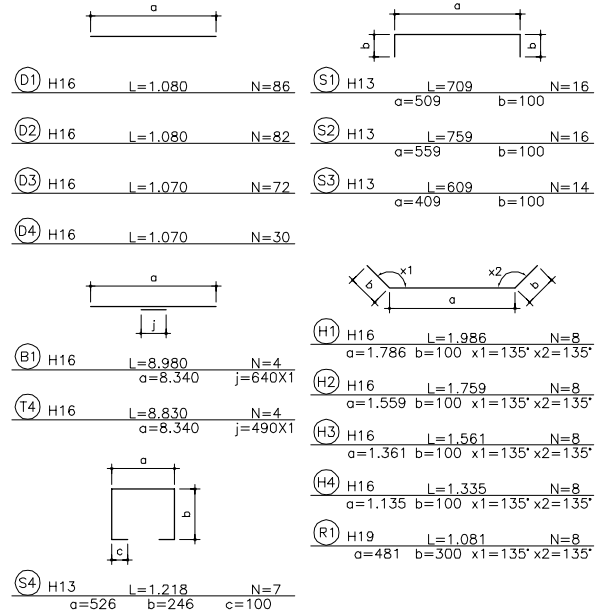 a
D1 H16 L=1.080 N=86
D2 H16 L=1.080 N=82
D3 H16 L=1.070 N=72
D4 H16 L=1.070 N=30
a
j
B1 H16 L=8.980 N=4
a=8.340 j=640X1
T4 H16 L=8.830 N=4
a=8.340 j=490X1
a
b
c
S4 H13 L=1.218 N=7
a=526 b=246 c=100
a
b b
S1 H13 L=709 N=16
a=509 b=100
S2 H13 L=759 N=16
a=559 b=100
S3 H13 L=609 N=14
a=409 b=100
x1 x2
b b
a
H1 H16 L=1.986 N=8
a=1.786 b=100 x1=135° x2=135°
H2 H16 L=1.759 N=8
a=1.559 b=100 x1=135° x2=135°
H3 H16 L=1.561 N=8
a=1.361 b=100 x1=135° x2=135°
H4 H16 L=1.335 N=8
a=1.135 b=100 x1=135° x2=135°
R1 H19 L=1.081 N=8
a=481 b=300 x1=135° x2=135°